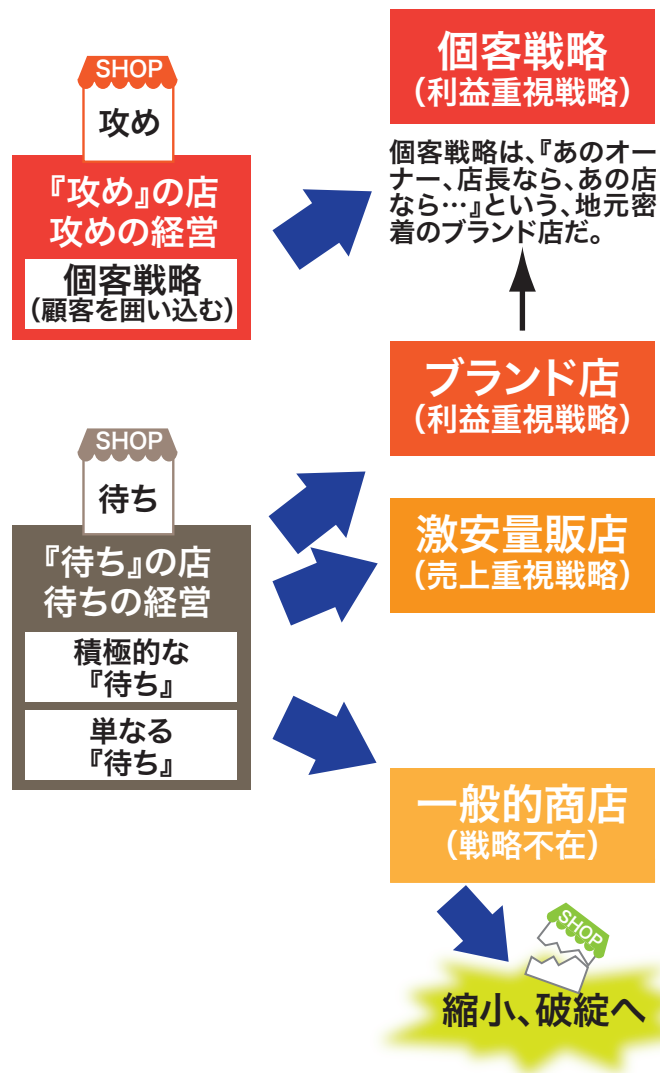 SHOP
攻め
『攻め』の店
攻めの経営
個客戦略
（顧客を囲い込む）
個客戦略
（利益重視戦略）
個客戦略は、『あのオー
ナー、店長なら、あの店
なら…』という、地元密
着のブランド店だ。
ブランド店
（利益重視戦略）
SHOP
待ち
『待ち』の店
待ちの経営
積極的な
『待ち』
単なる
『待ち』
激安量販店
（売上重視戦略）
一般的商店
（戦略不在）
SHOP
縮小、破綻へ